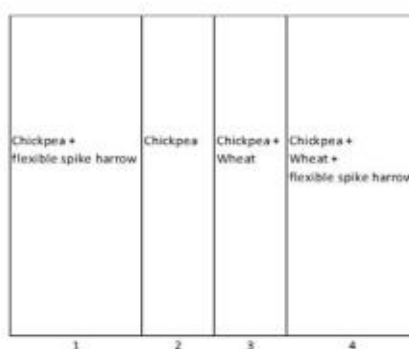 Chickpea +
flexible spike harrow
Chickpea
Chickpea +
Wheat
Chickpea +
Wheat +
flexible spike harrow
1 2 3 4